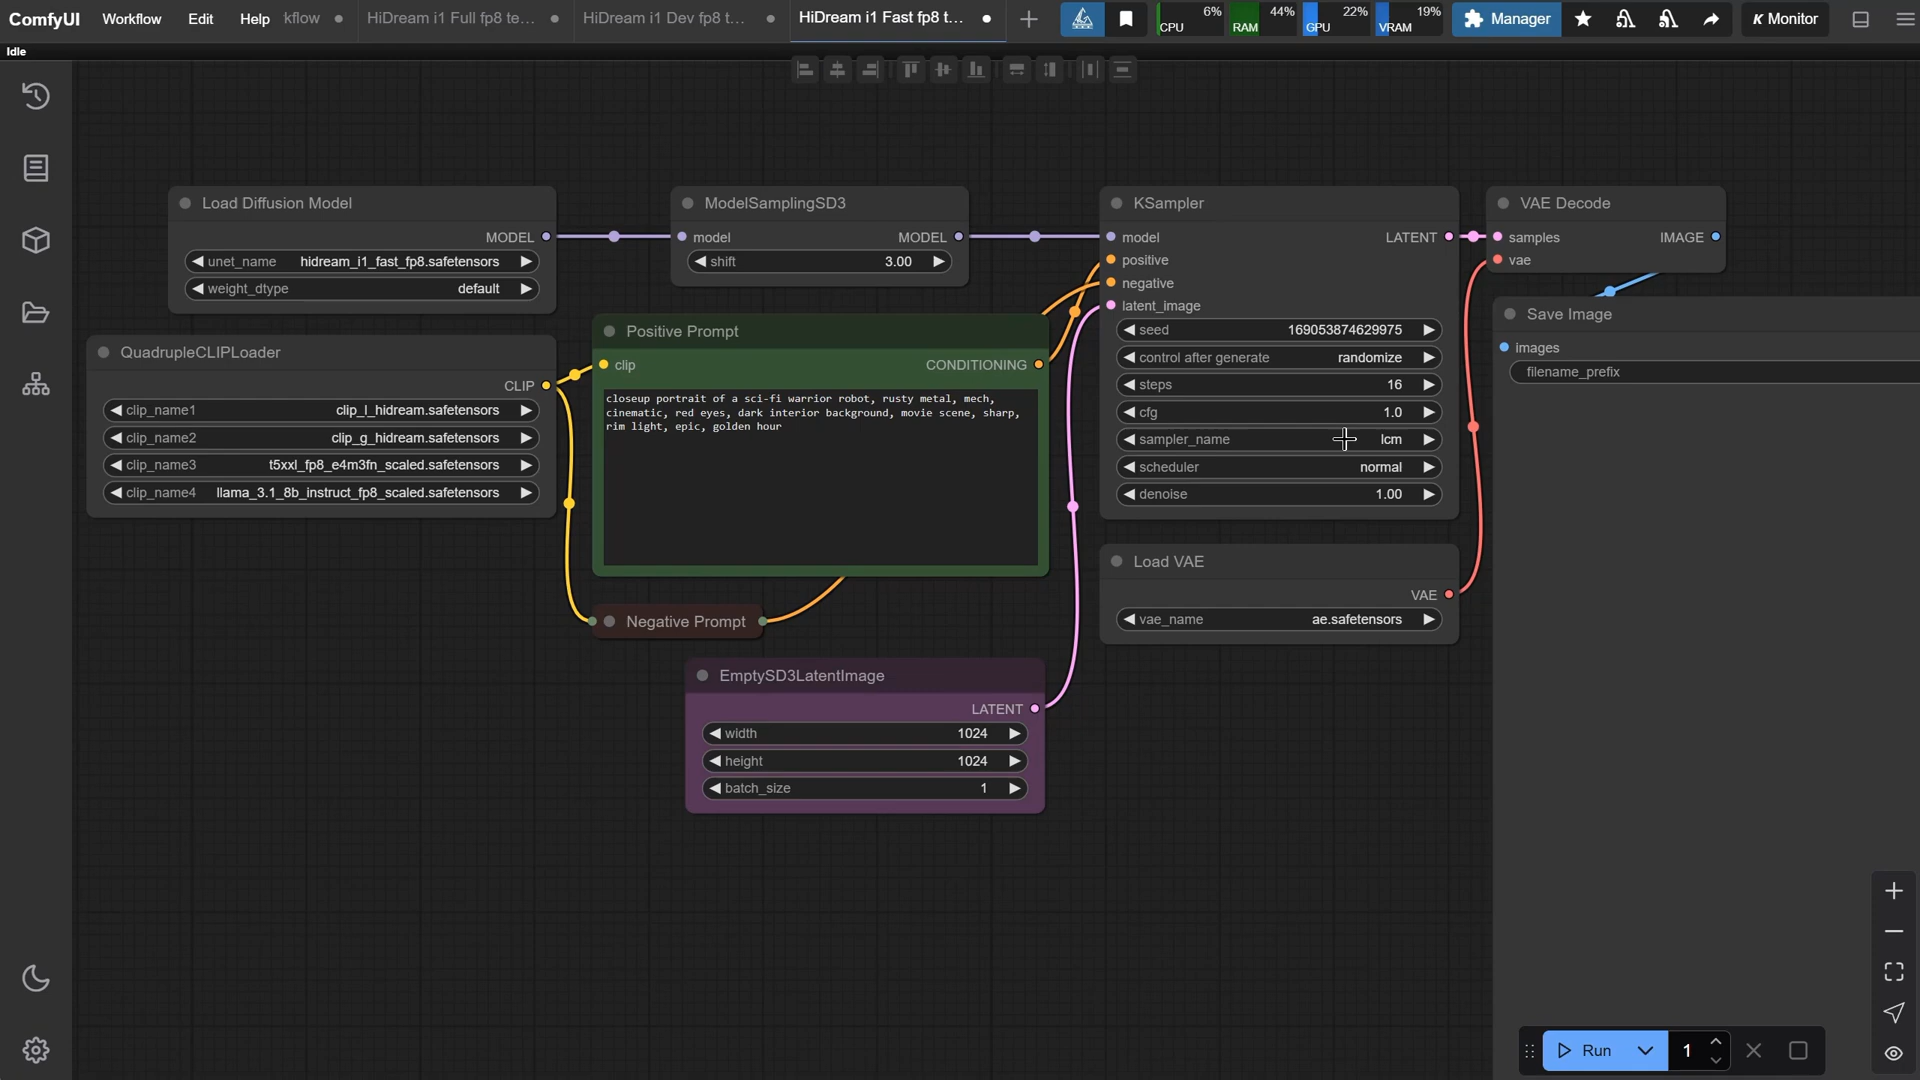 ComfyUI Workflow Edit Help kflow HiDream i1 Full fp8 te... HiDream i1 Dev fp8 t... HiDream i1 Fast fp8 t... CPU 6% RAM 44% GPU 22% VRAM 19% Manager K Monitor
Idle
Load Diffusion Model
MODEL
unet_name hidream_i1_fast_fp8.safetensors
weight_dtype default
QuadrupleCLIPLoader
CLIP
clip_name1 clip_l_hidream.safetensors
clip_name2 clip_g_hidream.safetensors
clip_name3 t5xxl_fp8_e4m3fn_scaled.safetensors
clip_name4 llama_3.1_8b_instruct_fp8_scaled.safetensors
ModelSamplingSD3
model MODEL
shift 3.00
Positive Prompt
clip CONDITIONING
closeup portrait of a sci-fi warrior robot, rusty metal, mech,
cinematic, red eyes, dark interior background, movie scene, sharp,
rim light, epic, golden hour
Negative Prompt
EmptySD3LatentImage
LATENT
width 1024
height 1024
batch_size 1
KSampler
model LATENT
positive
negative
latent_image
seed 169053874629975
control after generate randomize
steps 16
cfg 1.0
sampler_name lcm
scheduler normal
denoise 1.00
Load VAE
VAE
vae_name ae.safetensors
VAE Decode
samples IMAGE
vae
Save Image
images
filename_prefix
Run 1